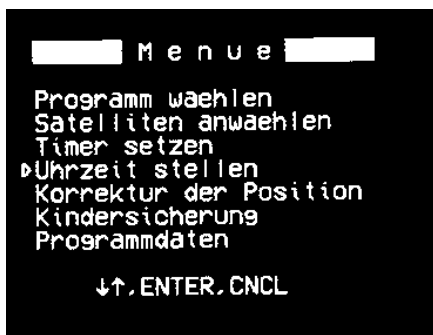 Menue
Programm waehlen
Satelliten anwaehlen
Timer setzen
▹Uhrzeit stellen
Korrektur der Position
Kindersicherung
Programmdaten
↓↑,ENTER,CNCL